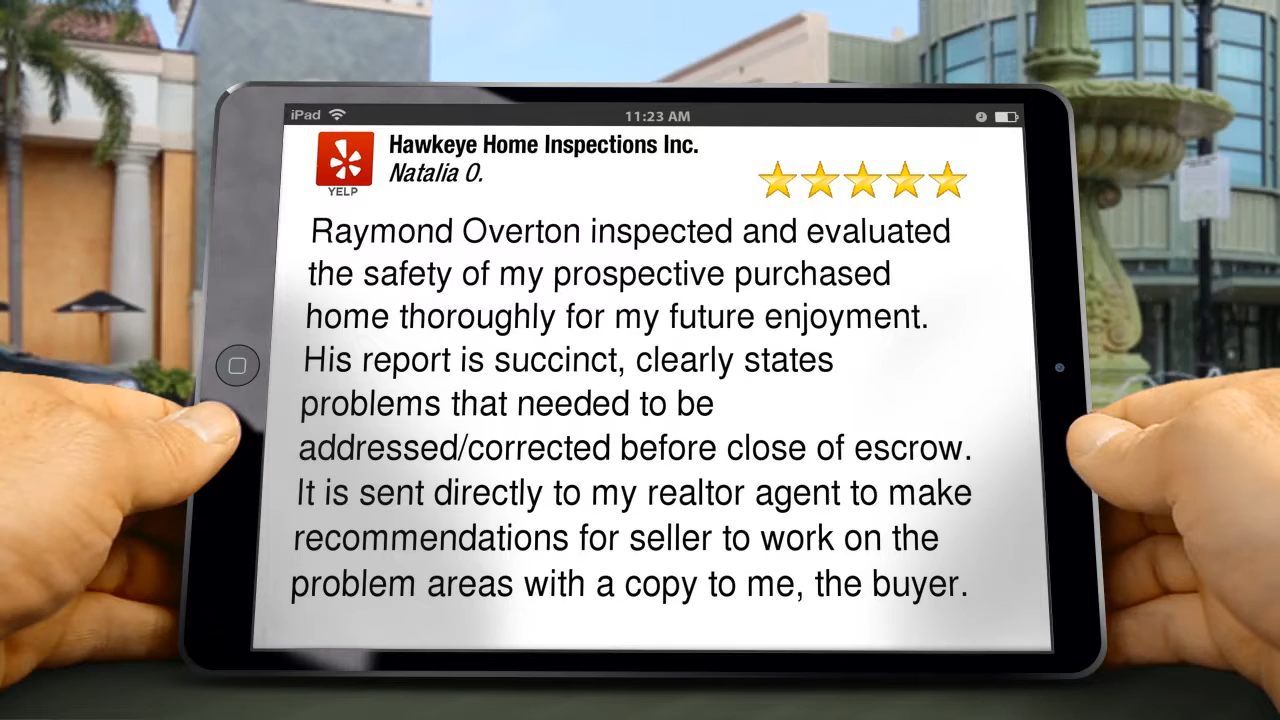 iPad 11:23 AM
Hawkeye Home Inspections Inc.
Natalia O.
YELP
Raymond Overton inspected and evaluated
the safety of my prospective purchased
home thoroughly for my future enjoyment.
His report is succinct, clearly states
problems that needed to be
addressed/corrected before close of escrow.
It is sent directly to my realtor agent to make
recommendations for seller to work on the
problem areas with a copy to me, the buyer.